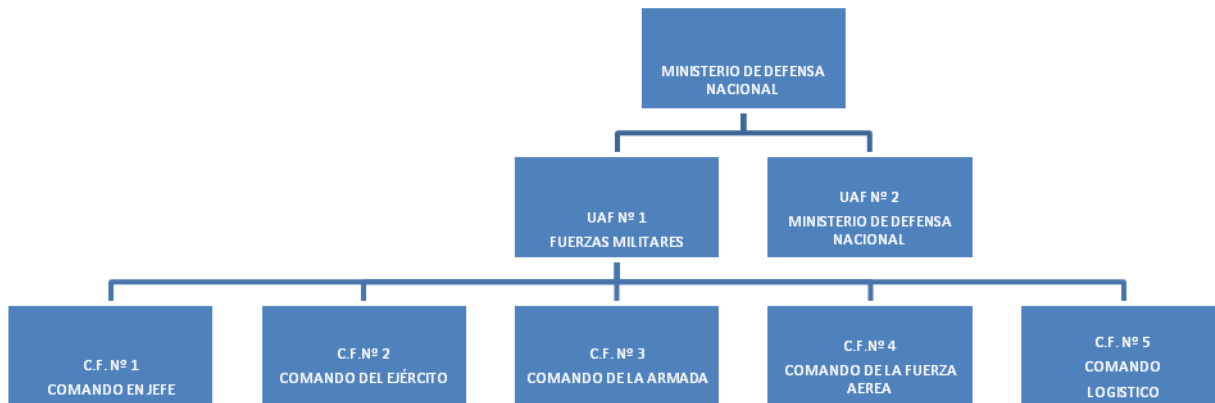 MINISTERIO DE DEFENSA
NACIONAL
UAF Nº 1
FUERZAS MILITARES
UAF Nº 2
MINISTERIO DE DEFENSA
NACIONAL
C.F. Nº 1
COMANDO EN JEFE
C.F.Nº 2
COMANDO DEL EJÉRCITO
C.F. Nº 3
COMANDO DE LA ARMADA
C.F.Nº 4
COMANDO DE LA FUERZA
AEREA
C.F. Nº 5
COMANDO
LOGISTICO